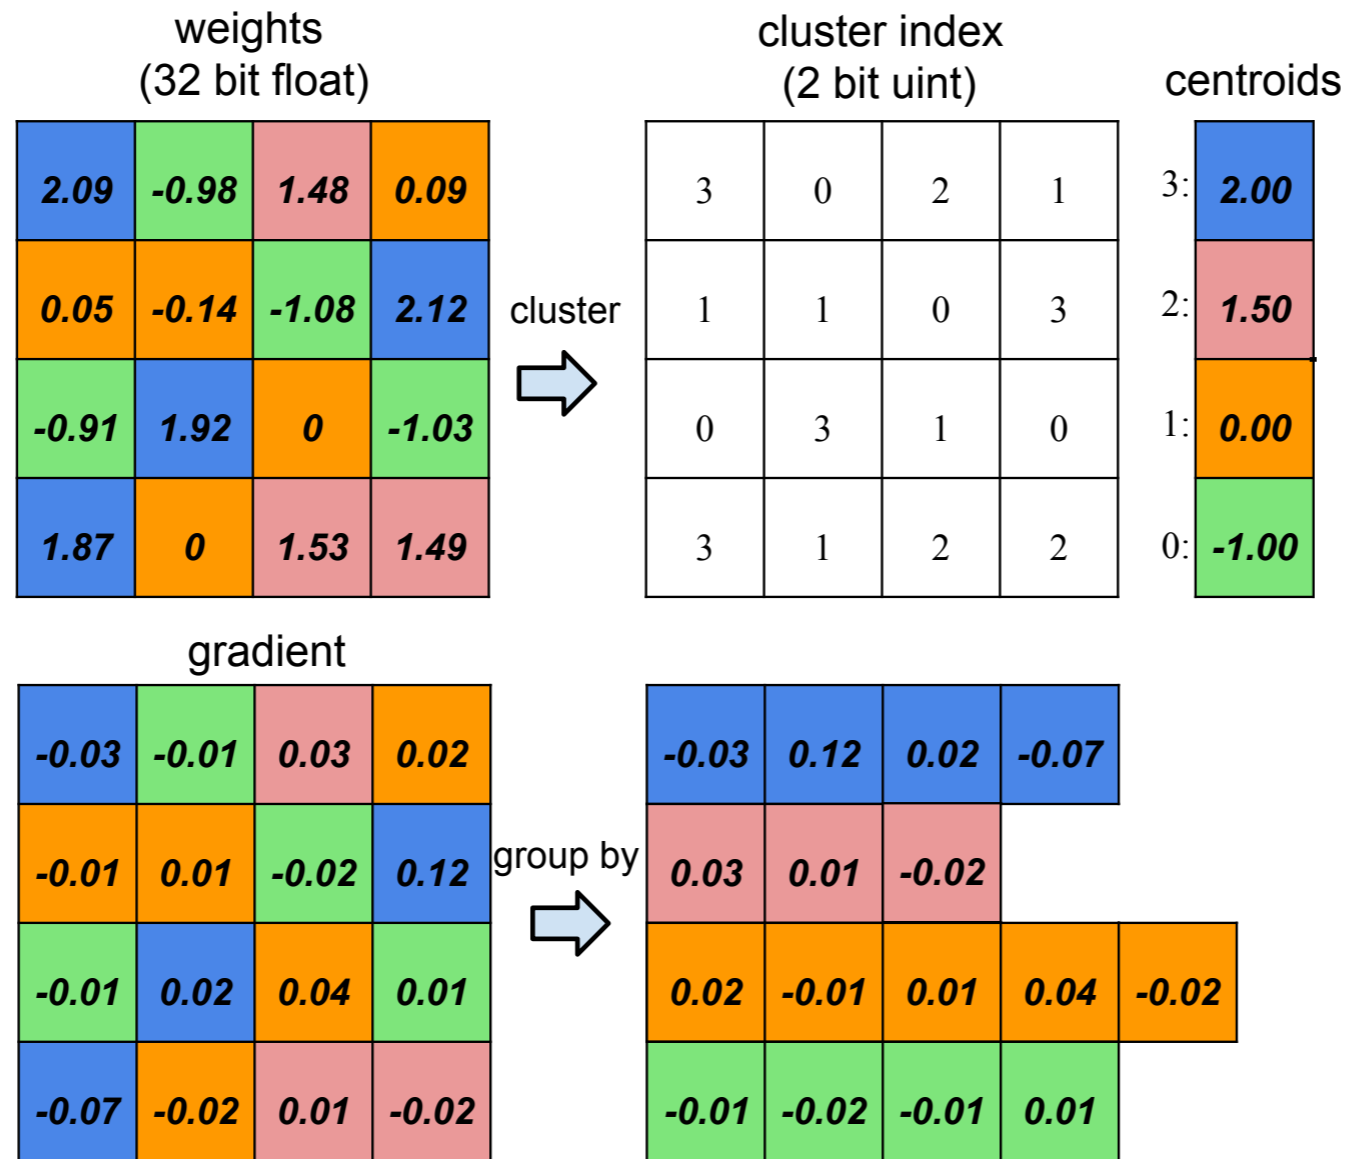 weights
(32 bit float)
cluster index
(2 bit uint)
centroids
2.09 -0.98 1.48 0.09
3 0 2 1
3: 2.00
0.05 -0.14 -1.08 2.12
cluster
1 1 0 3
2: 1.50
-0.91 1.92 0 -1.03
0 3 1 0
1: 0.00
1.87 0 1.53 1.49
3 1 2 2
0: -1.00
gradient
-0.03 -0.01 0.03 0.02
-0.03 0.12 0.02 -0.07
-0.01 0.01 -0.02 0.12
group by
0.03 0.01 -0.02
-0.01 0.02 0.04 0.01
0.02 -0.01 0.01 0.04 -0.02
-0.07 -0.02 0.01 -0.02
-0.01 -0.02 -0.01 0.01